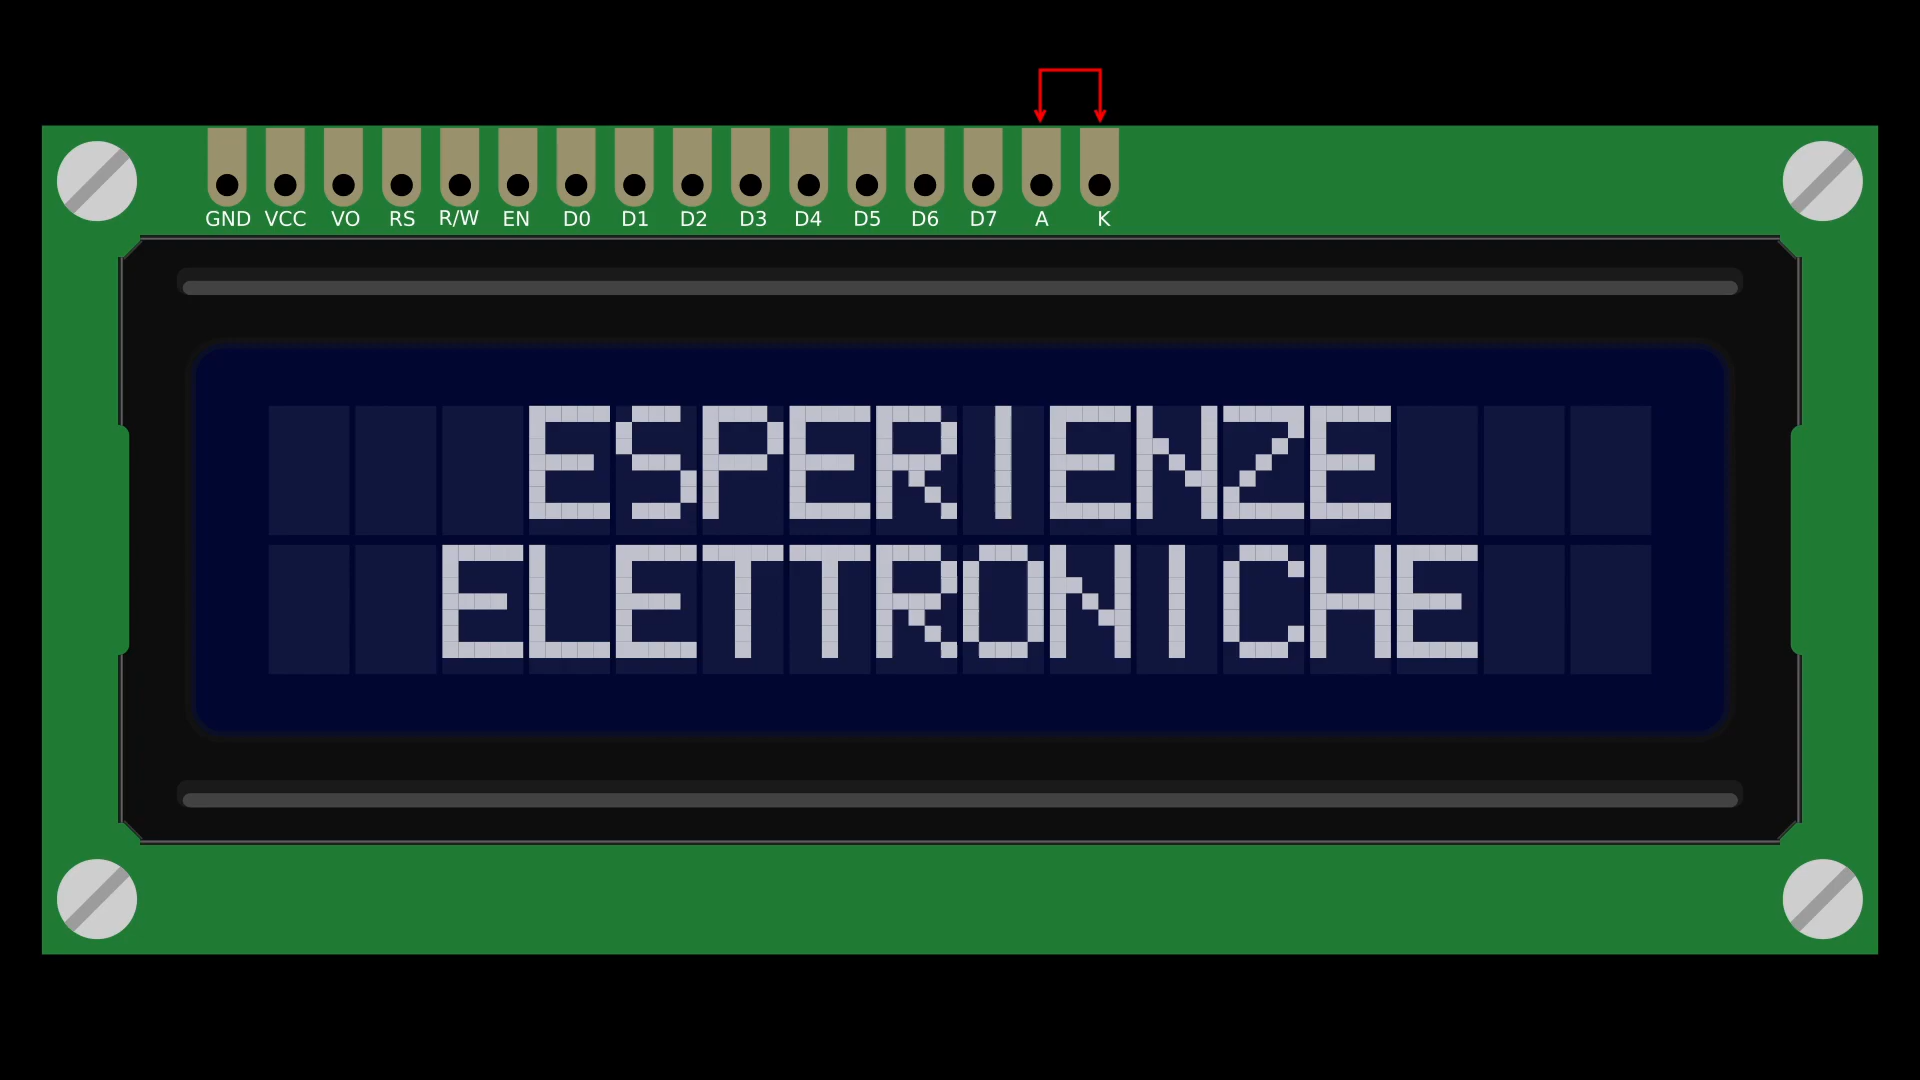 GND VCC VO RS R/W EN D0 D1 D2 D3 D4 D5 D6 D7 A K
ESPERIENZE
ELETTRONICHE